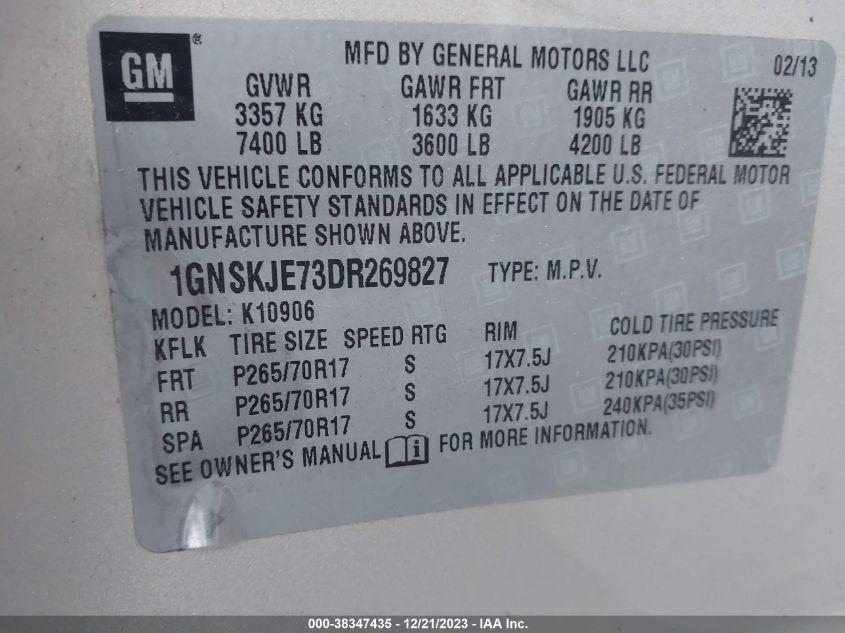 GM ®
MFD BY GENERAL MOTORS LLC 02/13
GVWR GAWR FRT GAWR RR
3357 KG 1633 KG 1905 KG
7400 LB 3600 LB 4200 LB
THIS VEHICLE CONFORMS TO ALL APPLICABLE U.S. FEDERAL MOTOR
VEHICLE SAFETY STANDARDS IN EFFECT ON THE DATE OF
MANUFACTURE SHOWN ABOVE.
1GNSKJE73DR269827 TYPE: M.P.V.
MODEL: K10906
KFLK TIRE SIZE SPEED RTG RIM COLD TIRE PRESSURE
FRT P265/70R17 S 17X7.5J 210KPA(30PSI)
RR P265/70R17 S 17X7.5J 210KPA(30PSI)
SPA P265/70R17 S 17X7.5J 240KPA(35PSI)
SEE OWNER'S MANUAL i FOR MORE INFORMATION.
000-38347435 - 12/21/2023 - IAA Inc.